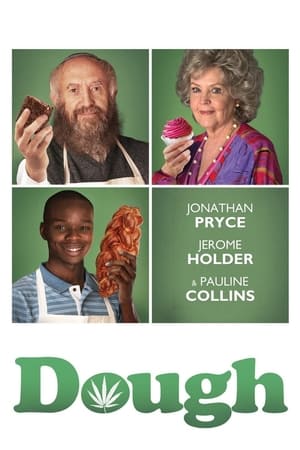 JONATHAN
PRYCE
JEROME
HOLDER
& PAULINE
COLLINS
Dough